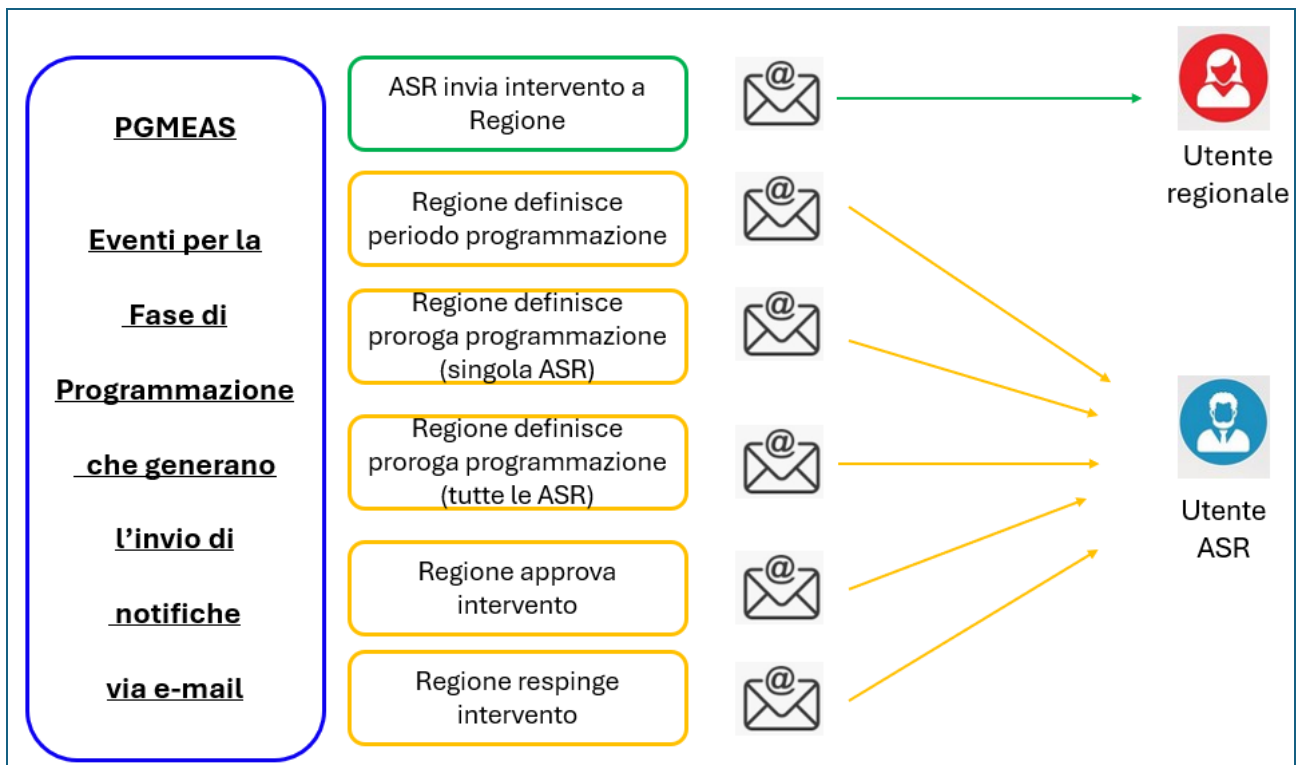 PGMEAS
Eventi per la
Fase di
Programmazione
che generano
l’invio di
notifiche
via e-mail
ASR invia intervento a
Regione
Regione definisce
periodo programmazione
Regione definisce
proroga programmazione
(singola ASR)
Regione definisce
proroga programmazione
(tutte le ASR)
Regione approva
intervento
Regione respinge
intervento
@
@
@
@
@
@
Utente
regionale
Utente
ASR